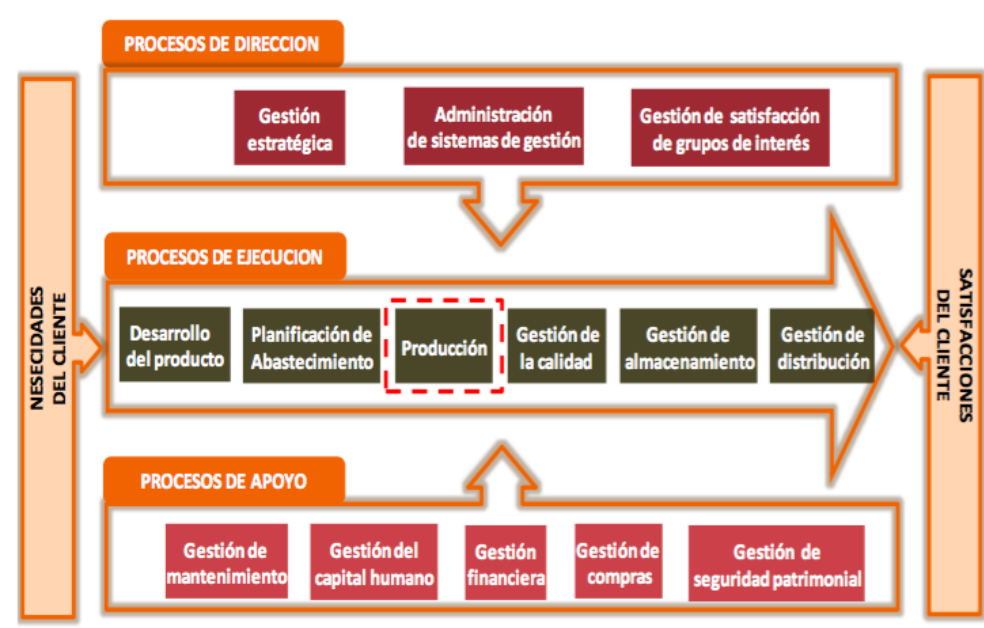 PROCESOS DE DIRECCION
Gestión
estratégica
Administración
de sistemas de gestión
Gestión de satisfacción
de grupos de interés
NESECIDADES
DEL CLIENTE
PROCESOS DE EJECUCION
Desarrollo
del producto
Planificación de
Abastecimiento
Producción
Gestión de
la calidad
Gestión de
almacenamiento
Gestión de
distribución
SATISFACCIONES
DEL CLIENTE
PROCESOS DE APOYO
Gestión de
mantenimiento
Gestión del
capital humano
Gestión
financiera
Gestión de
compras
Gestión de
seguridad patrimonial